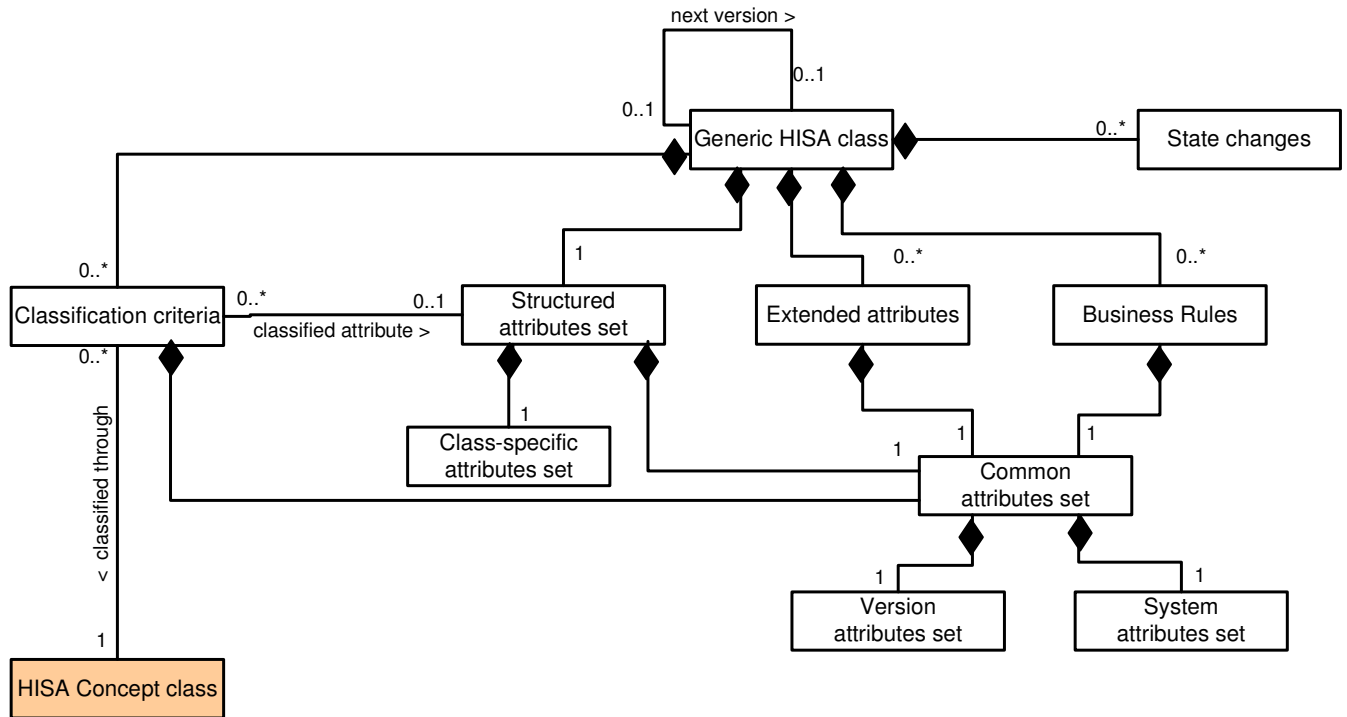 next version >
0..1
0..1
Generic HISA class
0..*
State changes
0..*
1
0..*
0..*
Classification criteria
0..*
0..1
classified attribute >
Structured
attributes set
Extended attributes
Business Rules
0..*
1
Class-specific
attributes set
1
1
1
Common
attributes set
< classified through
1
1
Version
attributes set
System
attributes set
1
HISA Concept class